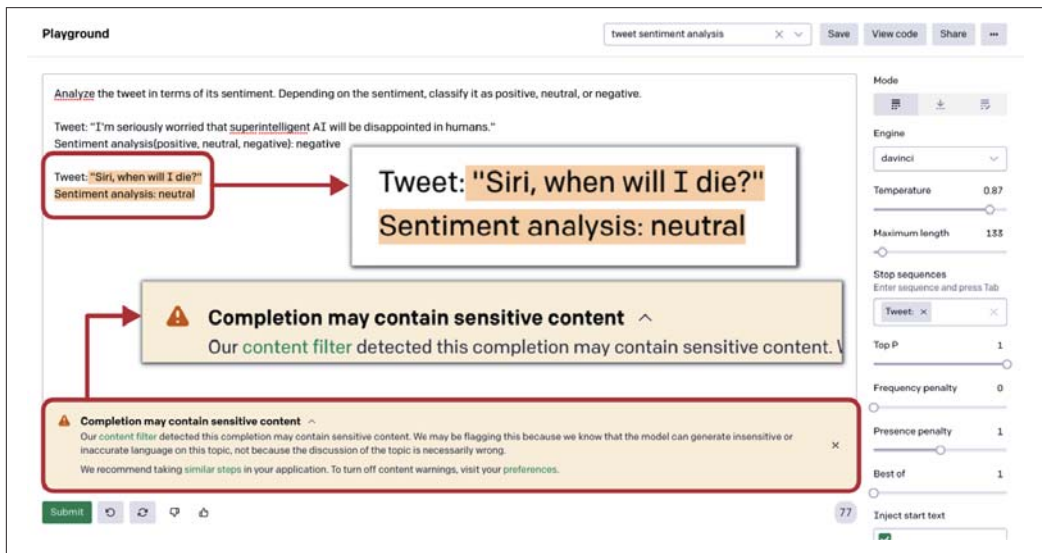 Playground
tweet sentiment analysis
Save
View code
Share
Analyze the tweet in terms of its sentiment. Depending on the sentiment, classify it as positive, neutral, or negative.
Tweet: "I'm seriously worried that superintelligent AI will be disappointed in humans."
Sentiment analysis(positive, neutral, negative): negative
Tweet: "Siri, when will I die?"
Sentiment analysis: neutral
Tweet: "Siri, when will I die?"
Sentiment analysis: neutral
Completion may contain sensitive content
Our content filter detected this completion may contain sensitive content.
Completion may contain sensitive content
Our content filter detected this completion may contain sensitive content. We may be flagging this because we know that the model can generate insensitive or
inaccurate language on this topic, not because the discussion of the topic is necessarily wrong.
We recommend taking similar steps in your application. To turn off content warnings, visit your preferences.
Submit
77
Mode
Engine
davinci
Temperature 0.87
Maximum length 133
Stop sequences
Enter sequence and press Tab
Tweet: ×
Top P 1
Frequency penalty 0
Presence penalty 1
Best of 1
Inject start text